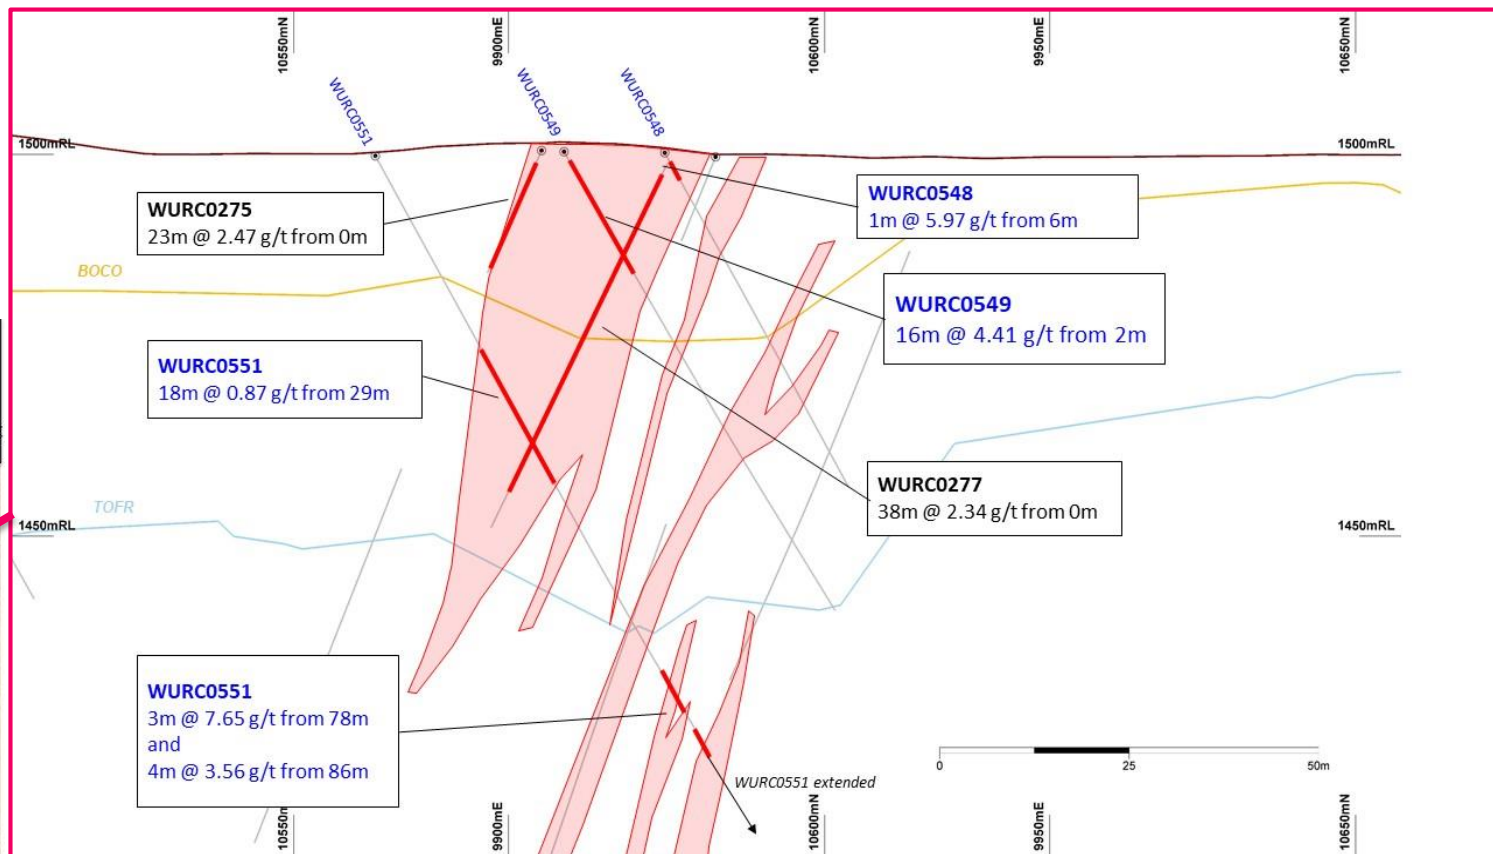 10550mN
9900mE
10600mN
9950mE
10650mN
WURC0551
WURC0549
WURC0548
1500mRL
1500mRL
WURC0275
23m @ 2.47 g/t from 0m
WURC0548
1m @ 5.97 g/t from 6m
BOCO
WURC0549
16m @ 4.41 g/t from 2m
WURC0551
18m @ 0.87 g/t from 29m
WURC0277
38m @ 2.34 g/t from 0m
TOFR
1450mRL
1450mRL
WURC0551
3m @ 7.65 g/t from 78m
and
4m @ 3.56 g/t from 86m
0
25
50m
WURC0551 extended
10550mN
9900mE
10600mN
9950mE
10650mN